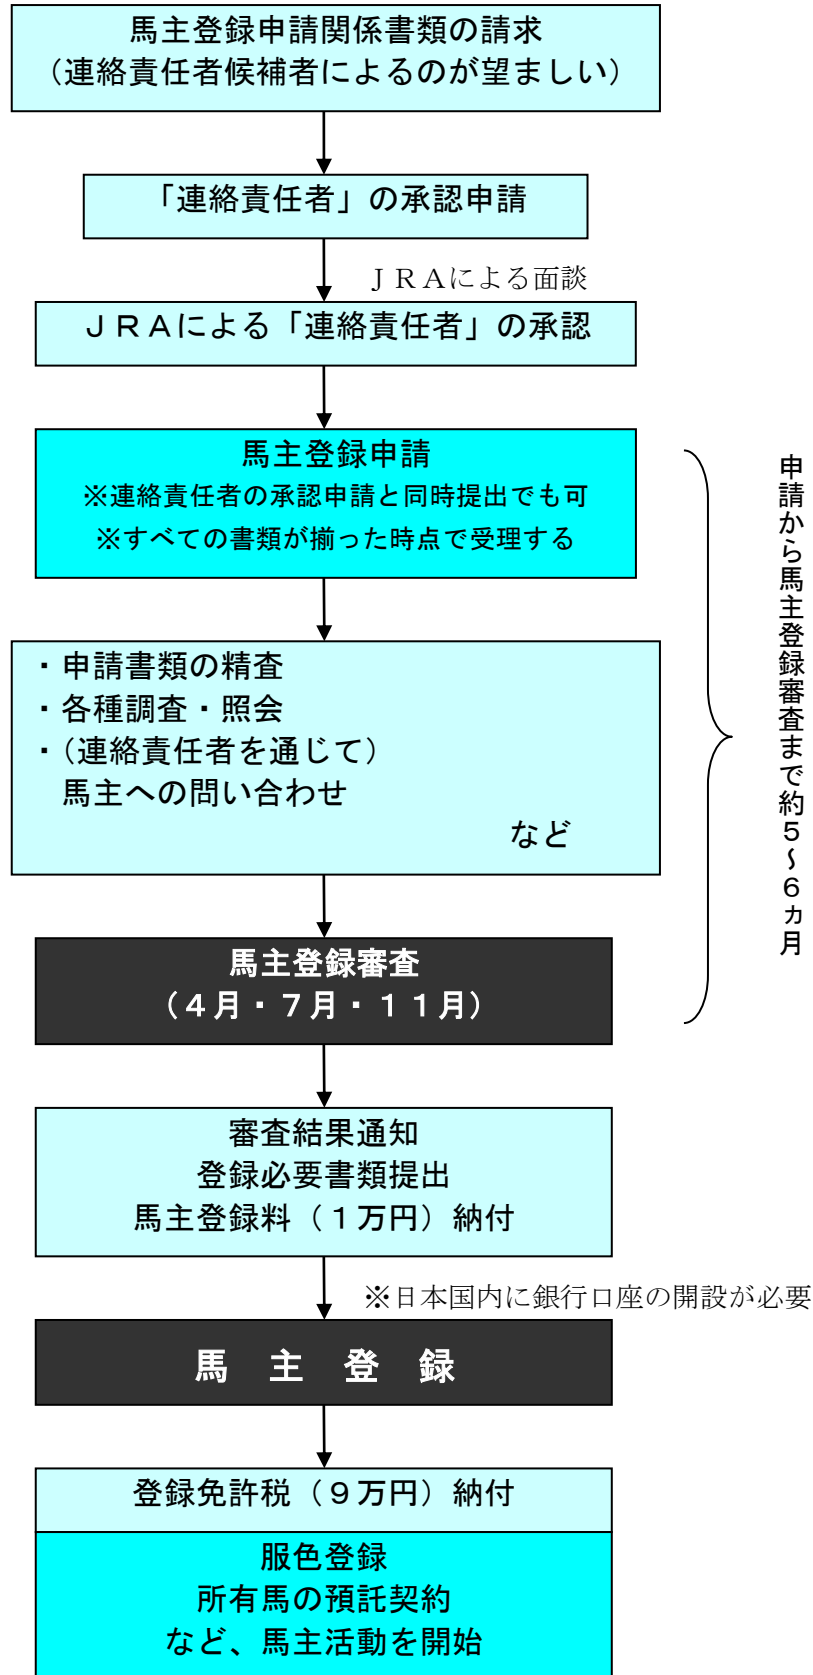 馬主登録申請関係書類の請求
（連絡責任者候補者によるのが望ましい）
「連絡責任者」の承認申請
ＪＲＡによる面談
ＪＲＡによる「連絡責任者」の承認
馬主登録申請
※連絡責任者の承認申請と同時提出でも可
※すべての書類が揃った時点で受理する
・申請書類の精査
・各種調査・照会
・（連絡責任者を通じて）
馬主への問い合わせ
など
申請から馬主登録審査まで約５～６ヵ月
馬主登録審査
（４月・７月・１１月）
審査結果通知
登録必要書類提出
馬主登録料（１万円）納付
※日本国内に銀行口座の開設が必要
馬　主　登　録
登録免許税（９万円）納付
服色登録
所有馬の預託契約
など、馬主活動を開始